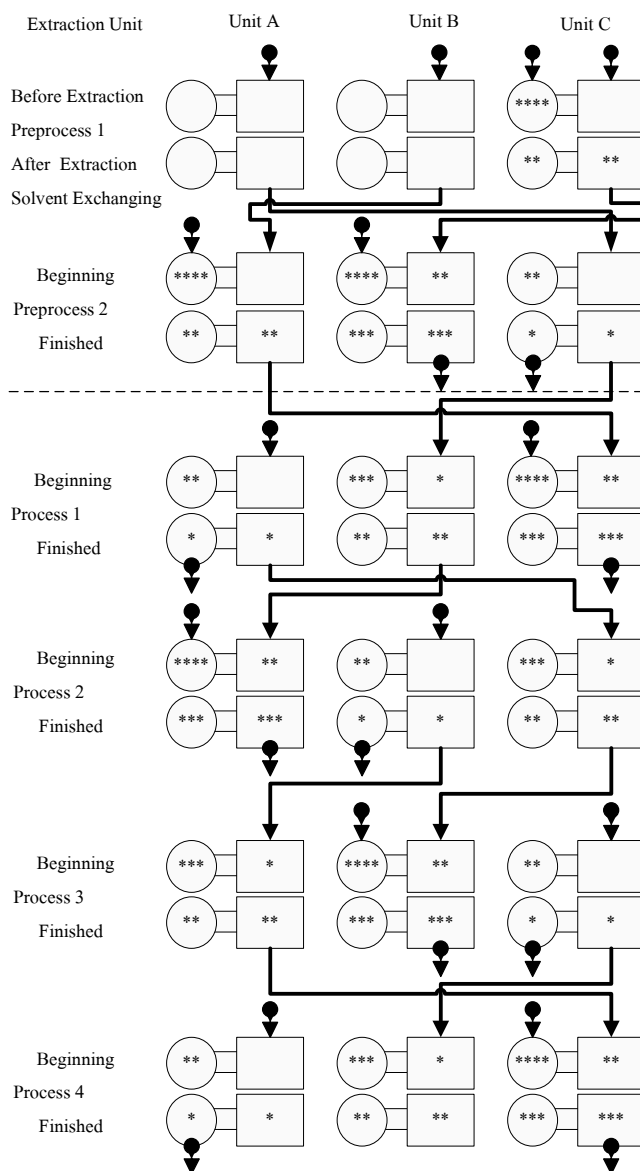 Extraction Unit Unit A Unit B Unit C
Before Extraction ****
Preprocess 1
After Extraction ** **
Solvent Exchanging
Beginning **** **** ** **
Preprocess 2
Finished ** ** *** *** * *
Beginning ** *** * **** **
Process 1
Finished * * ** ** *** ***
Beginning **** ** ** *** *
Process 2
Finished *** *** * * ** **
Beginning *** * **** ** **
Process 3
Finished ** ** *** *** * *
Beginning ** *** * **** **
Process 4
Finished * * ** ** *** ***